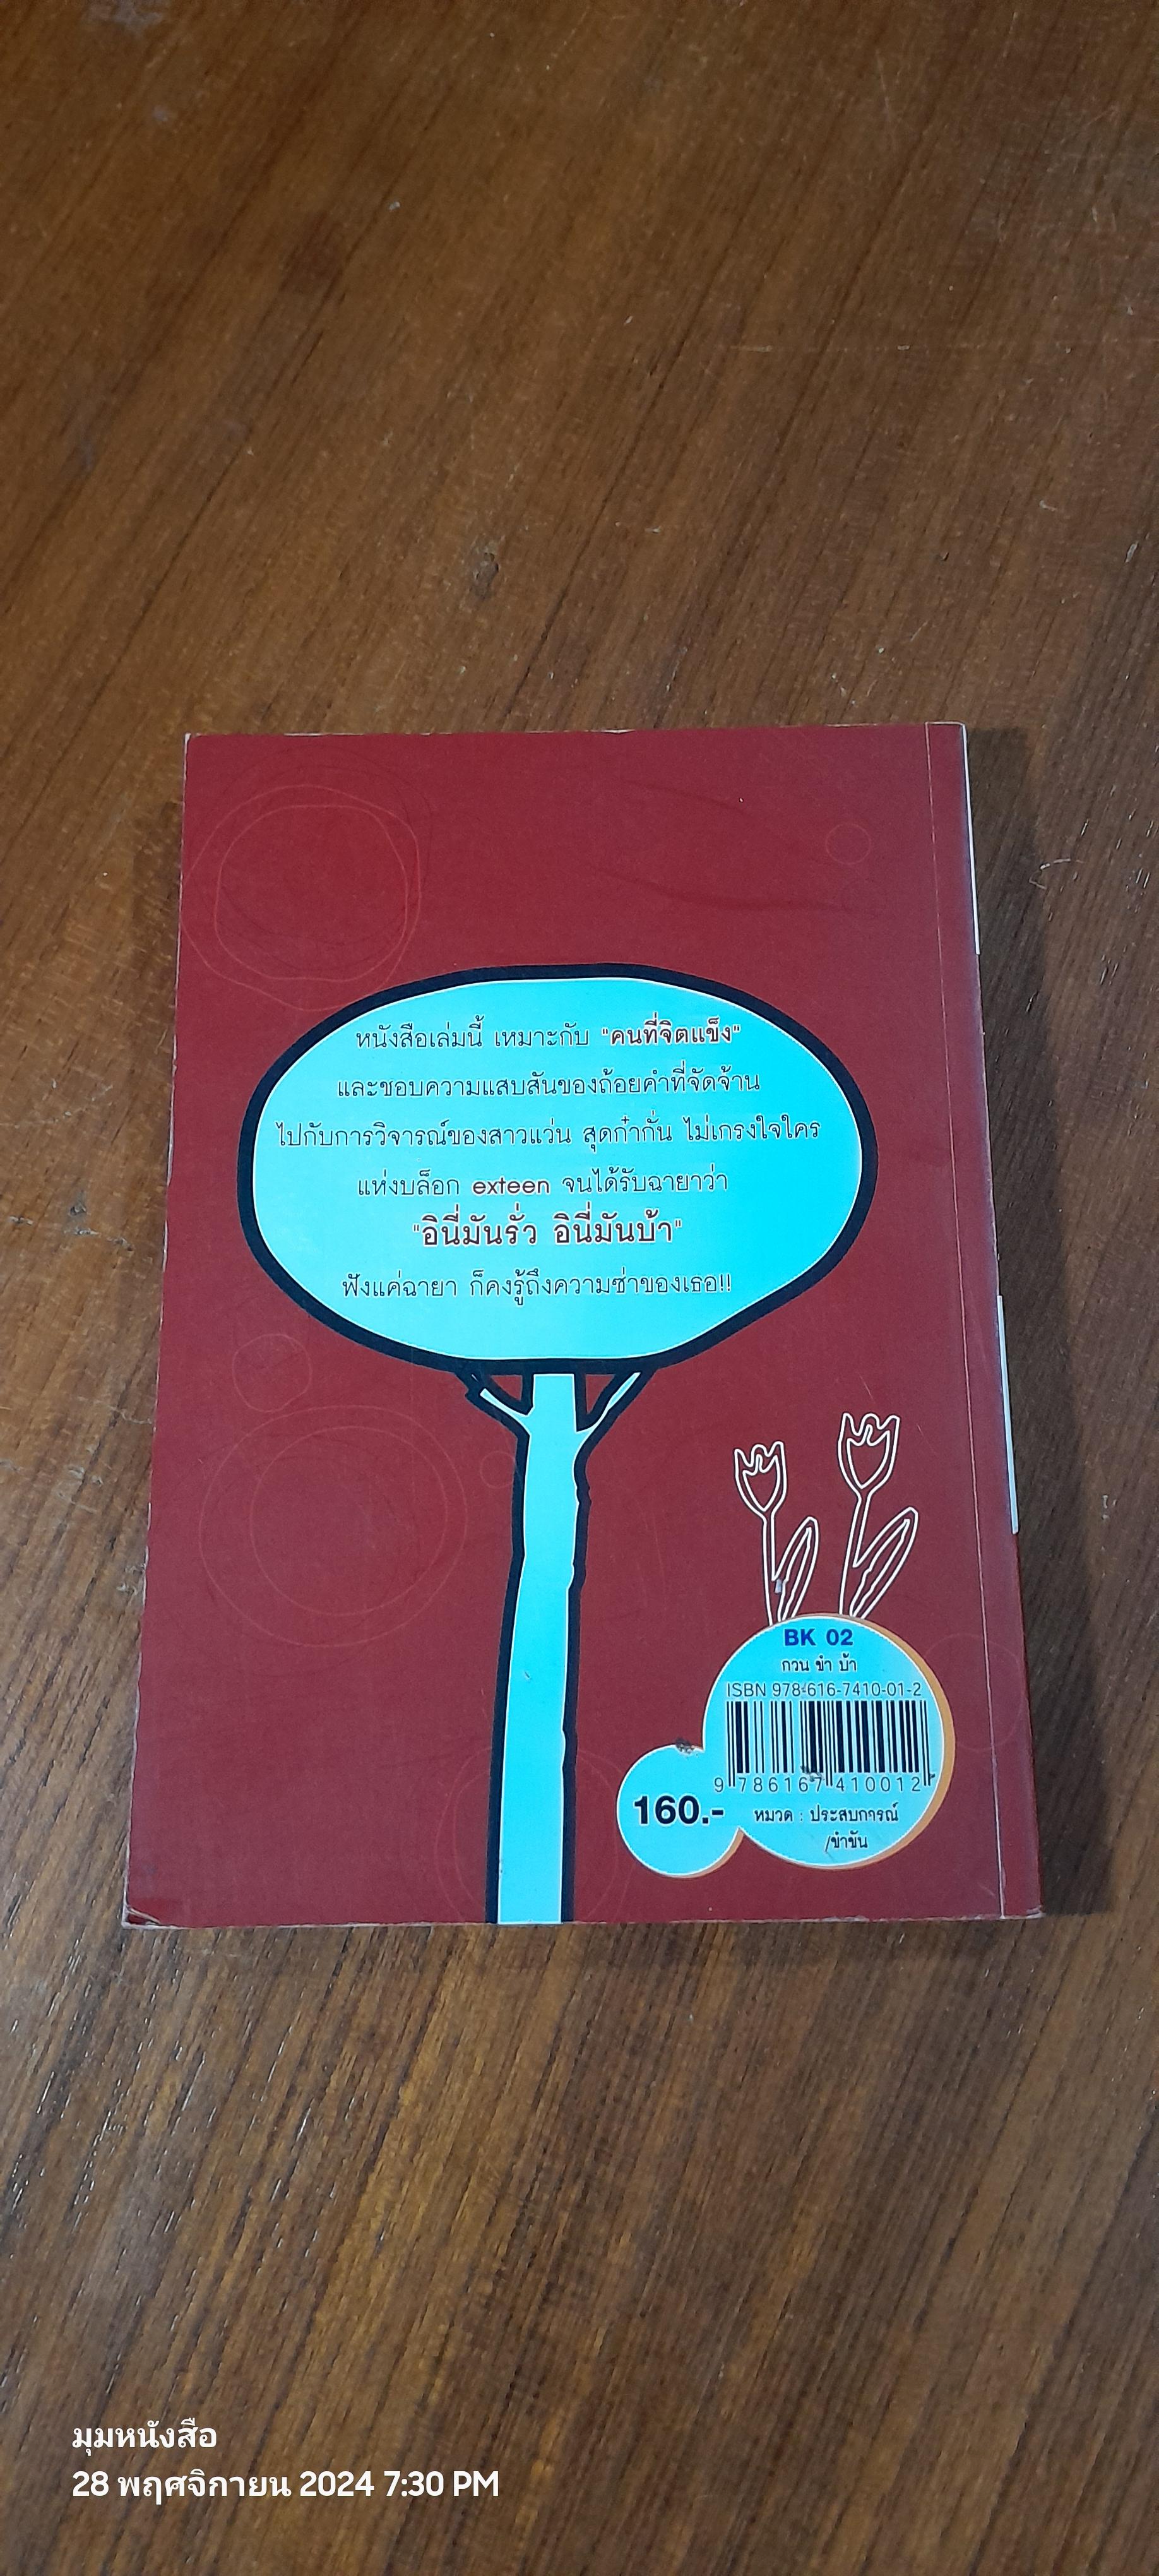 หนังสือเล่มนี้ เหมาะกับ "คนที่จิตแข็ง"
และชอบความแสบสันของถ้อยคำที่จัดจ้าน
ไปกับการวิจารณ์ของสาวแว่น สุดก๋ากั่น ไม่เกรงใจใคร
แห่งบล็อก exteen จนได้รับฉายาว่า
"อินี่มันรั่ว อินี่มันบ้า"
ฟังแค่ฉายา ก็คงรู้ถึงความซ่าของเธอ!!
BK 02
กวน ขำ บ้า
ISBN 978-616-7410-01-2
9 786167 410012
160.-
หมวด : ประสบการณ์
/ขำขัน
มุมหนังสือ
28 พฤศจิกายน 2024 7:30 PM